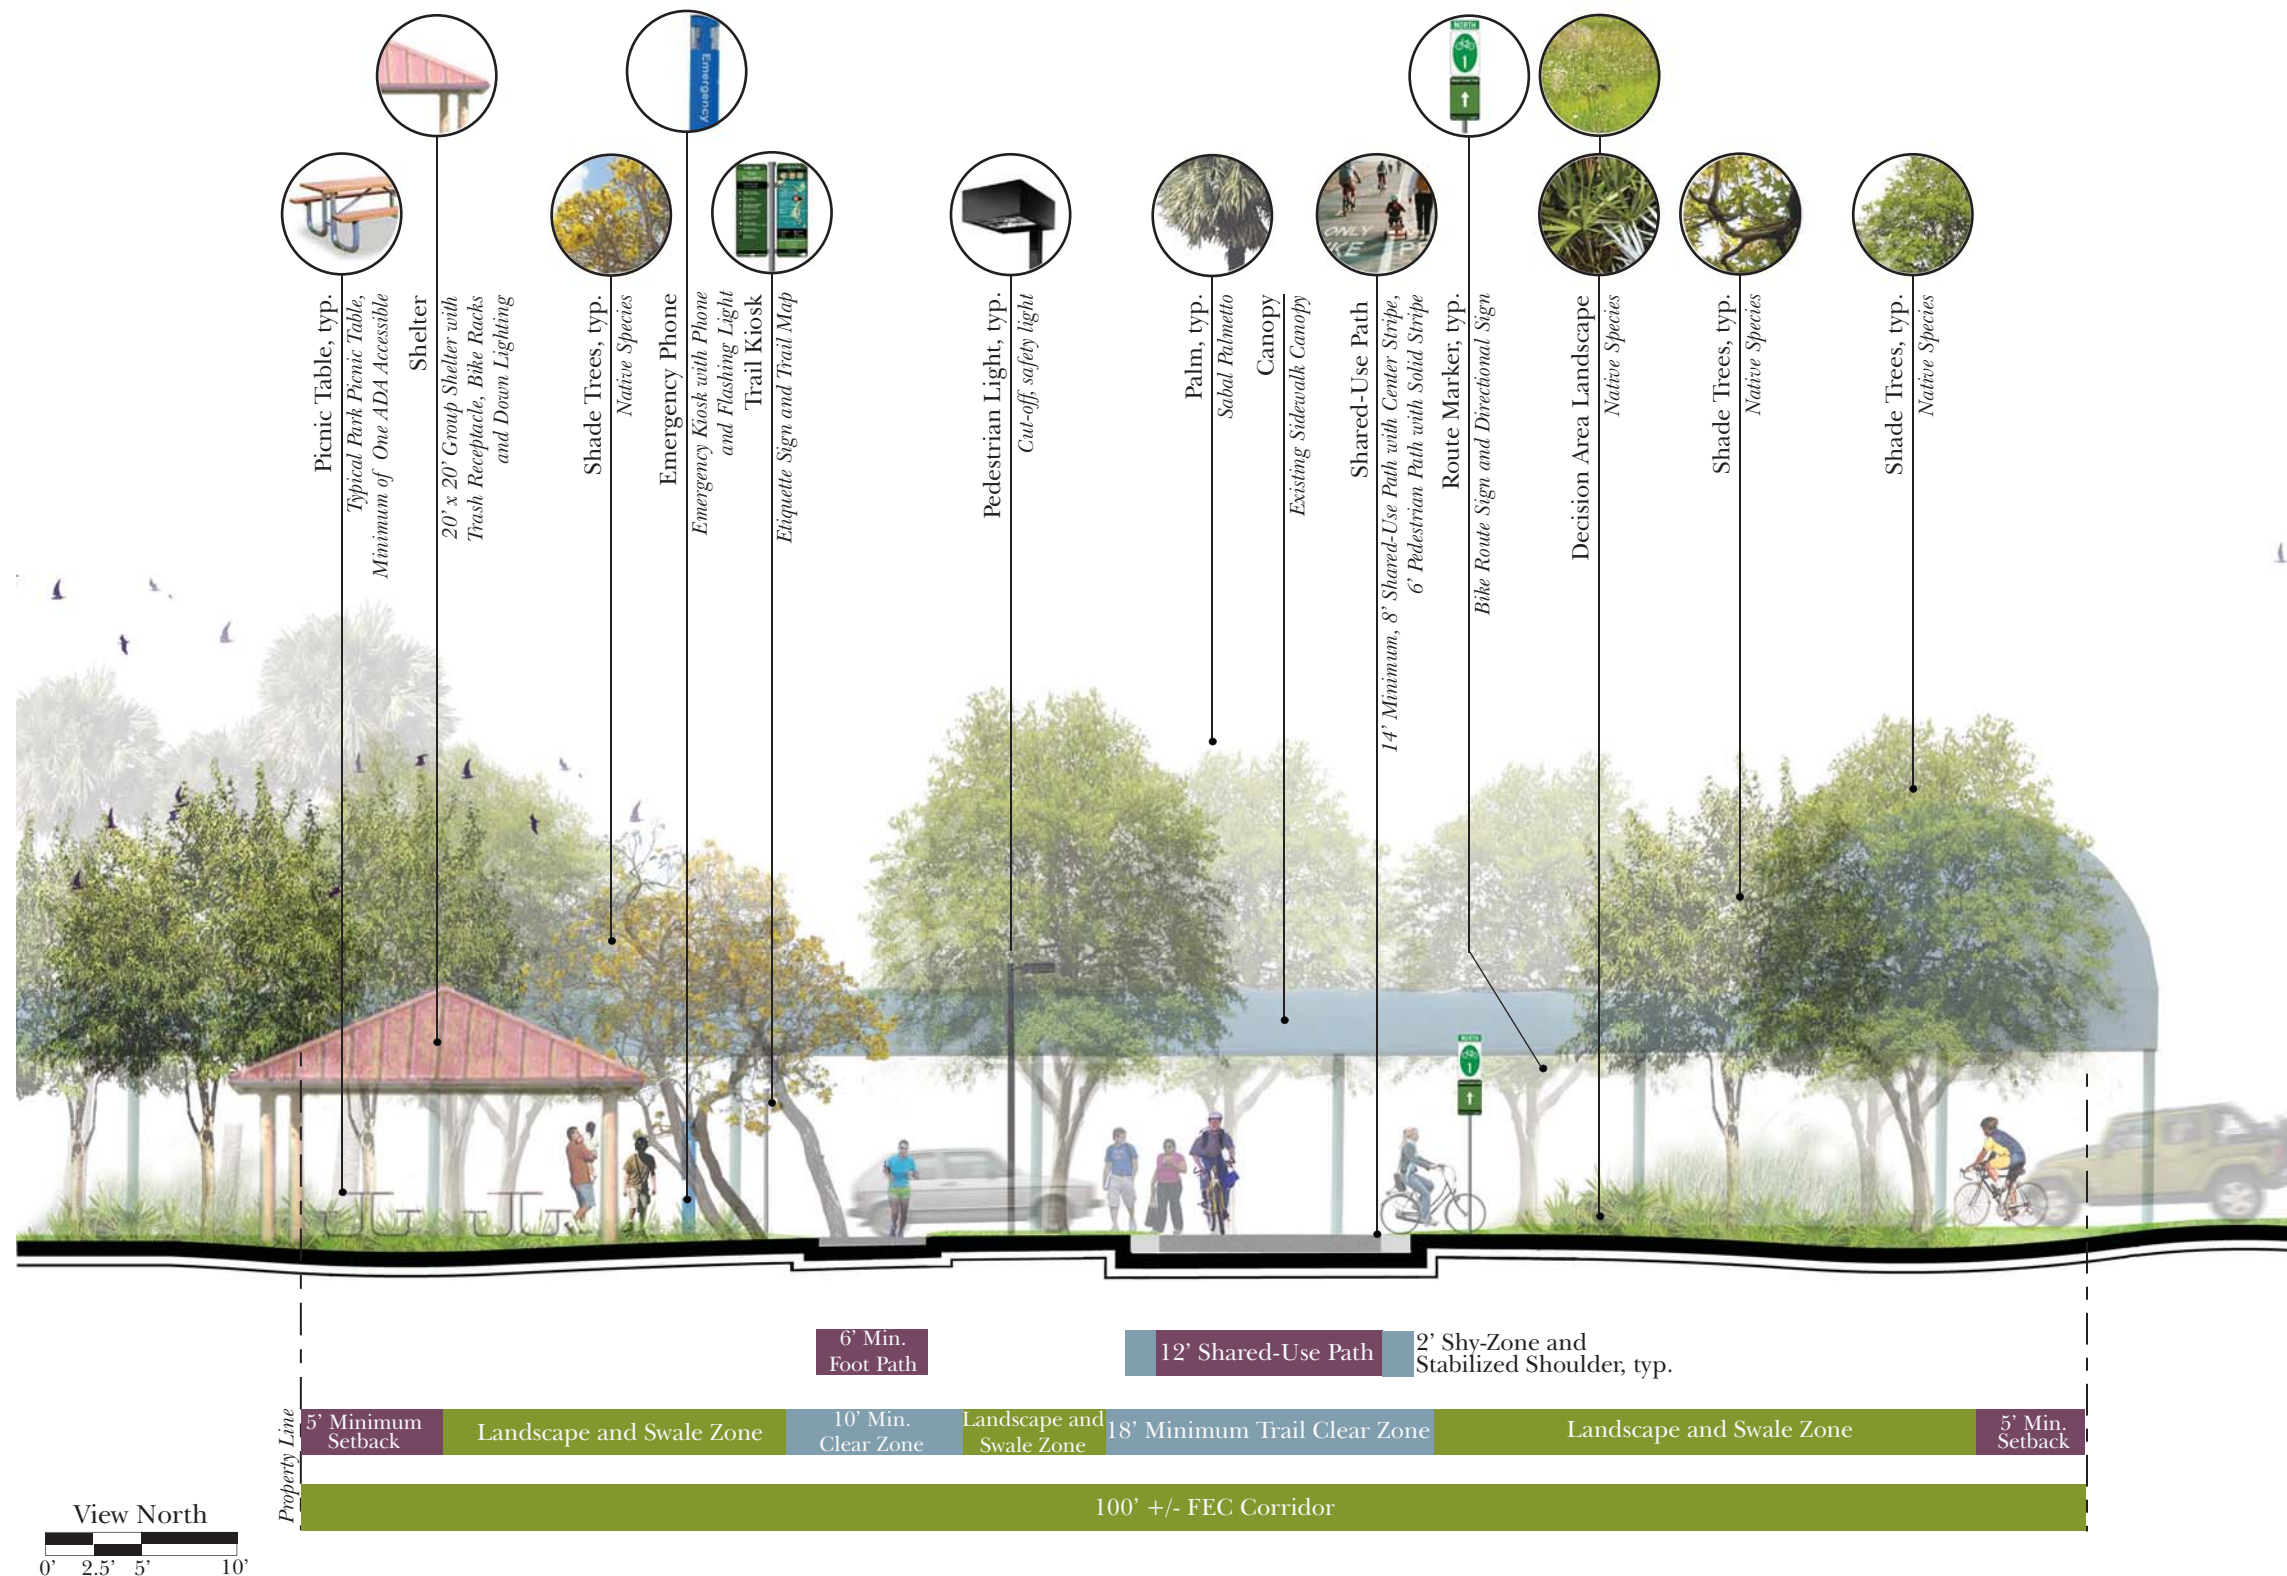 NORTH
1
Emergency
ONLY
Picnic Table, typ.
Typical Park Picnic Table,
Minimum of One ADA Accessible
Shelter
20' x 20' Group Shelter with
Trash Receptacle, Bike Racks
and Down Lighting
Shade Trees, typ.
Native Species
Emergency Phone
Emergency Kiosk with Phone
and Flashing Light
Trail Kiosk
Etiquette Sign and Trail Map
Pedestrian Light, typ.
Cut-off, safety light
Palm, typ.
Sabal Palmetto
Canopy
Existing Sidewalk Canopy
Shared-Use Path
14' Minimum, 8' Shared-Use Path with Center Stripe,
6' Pedestrian Path with Solid Stripe
Route Marker, typ.
Bike Route Sign and Directional Sign
Decision Area Landscape
Native Species
Shade Trees, typ.
Native Species
Shade Trees, typ.
Native Species
NORTH
1
6' Min.
Foot Path
12' Shared-Use Path
2' Shy-Zone and
Stabilized Shoulder, typ.
Property Line
5' Minimum
Setback
Landscape and Swale Zone
10' Min.
Clear Zone
Landscape and
Swale Zone
18' Minimum Trail Clear Zone
Landscape and Swale Zone
5' Min.
Setback
100' +/- FEC Corridor
View North
0' 2.5' 5' 10'